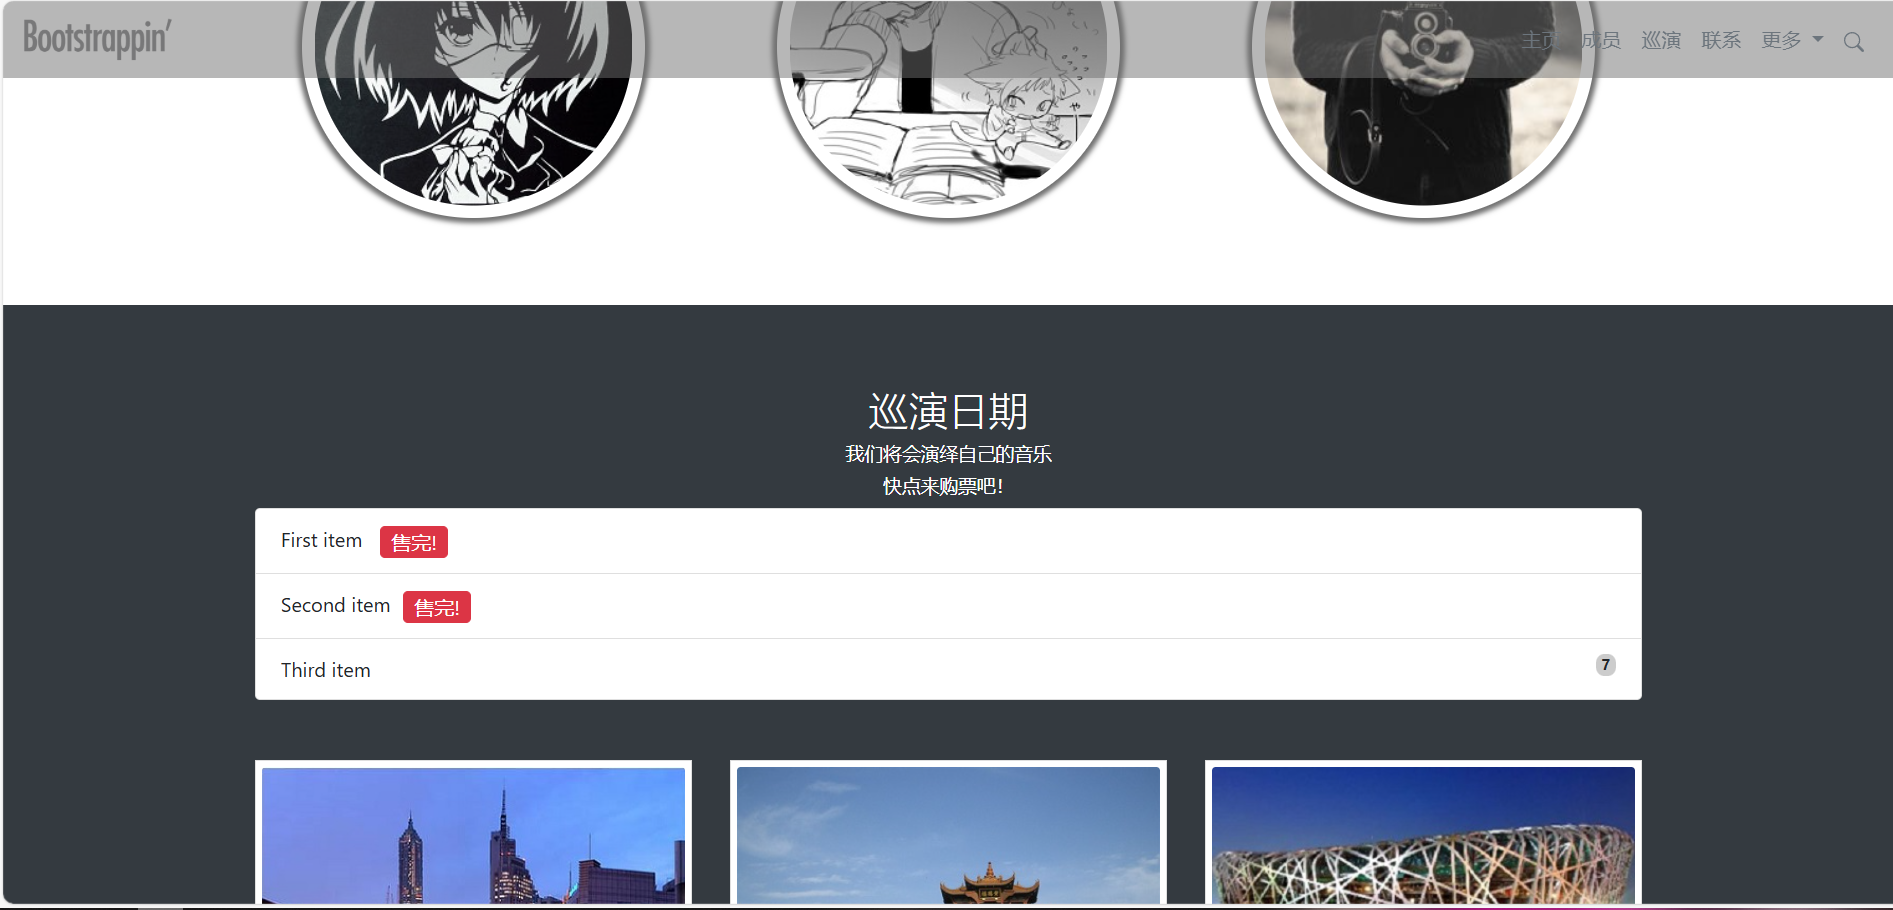 Bootstrappin'
主页 成员 巡演 联系 更多
巡演日期
我们将会演绎自己的音乐
快点来购票吧！
First item 售完!
Second item 售完!
Third item 7